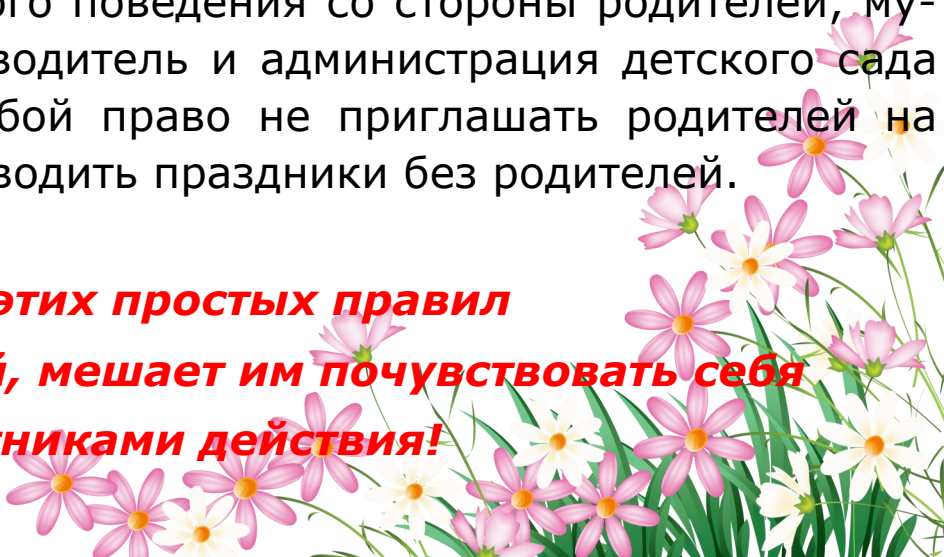 ого поведения со стороны родителей, му-
водитель и администрация детского сада
бой право не приглашать родителей на
водить праздники без родителей.
этих простых правил
й, мешает им почувствовать себя
тниками действия!